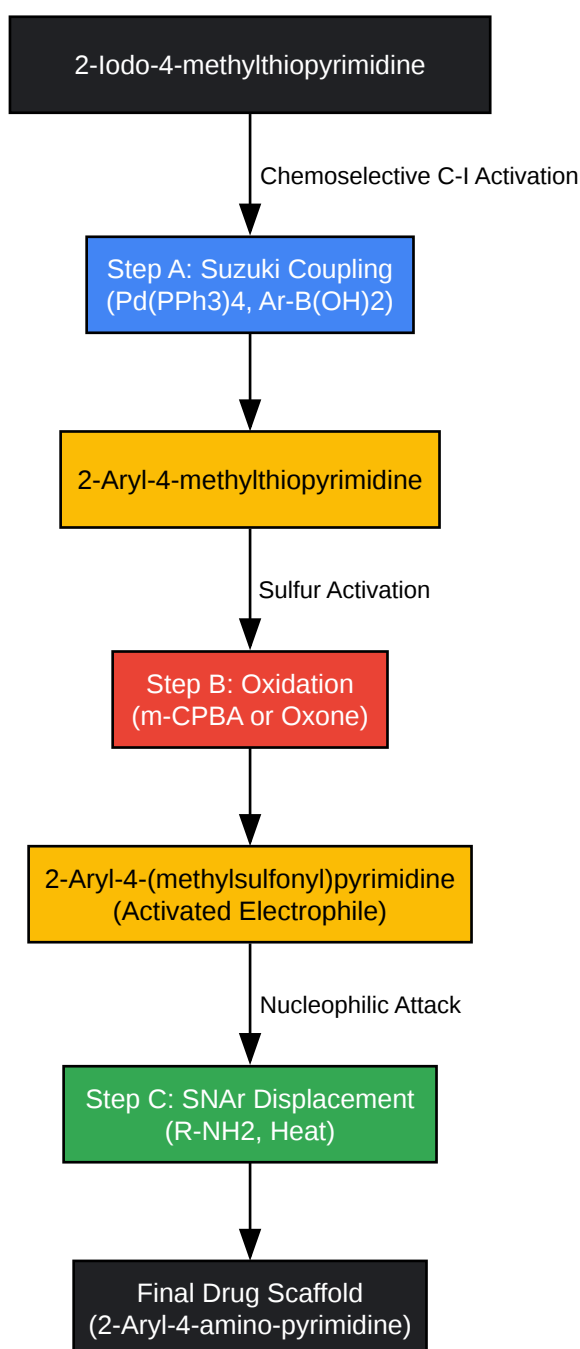 2-Iodo-4-methylthiopyrimidine
Chemoselective C-I Activation
Step A: Suzuki Coupling
(Pd(PPh3)4, Ar-B(OH)2)
2-Aryl-4-methylthiopyrimidine
Sulfur Activation
Step B: Oxidation
(m-CPBA or Oxone)
2-Aryl-4-(methylsulfonyl)pyrimidine
(Activated Electrophile)
Nucleophilic Attack
Step C: SNAr Displacement
(R-NH2, Heat)
Final Drug Scaffold
(2-Aryl-4-amino-pyrimidine)